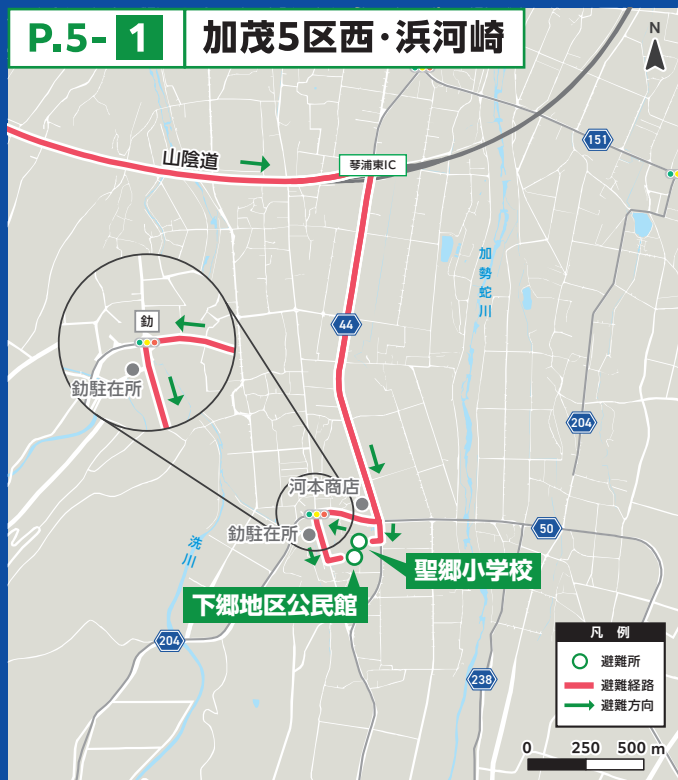 P.5- 1 加茂5区西・浜河崎
N
151
山陰道
琴浦東IC
加勢蛇川
44
釛
釛駐在所
204
河本商店
釛駐在所
50
洗川
聖郷小学校
下郷地区公民館
204
238
凡 例
避難所
避難経路
避難方向
0 250 500 m